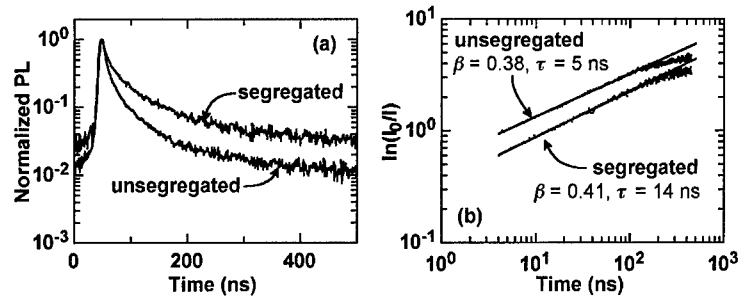 (a)
segregated
unsegregated
Normalized PL
10⁰
10⁻¹
10⁻²
10⁻³
0
200
400
Time (ns)
unsegregated
β = 0.38, τ = 5 ns
segregated
β = 0.41, τ = 14 ns
(b)
ln(I₀/I)
10¹
10⁰
10⁻¹
10⁰
10¹
10²
10³
Time (ns)